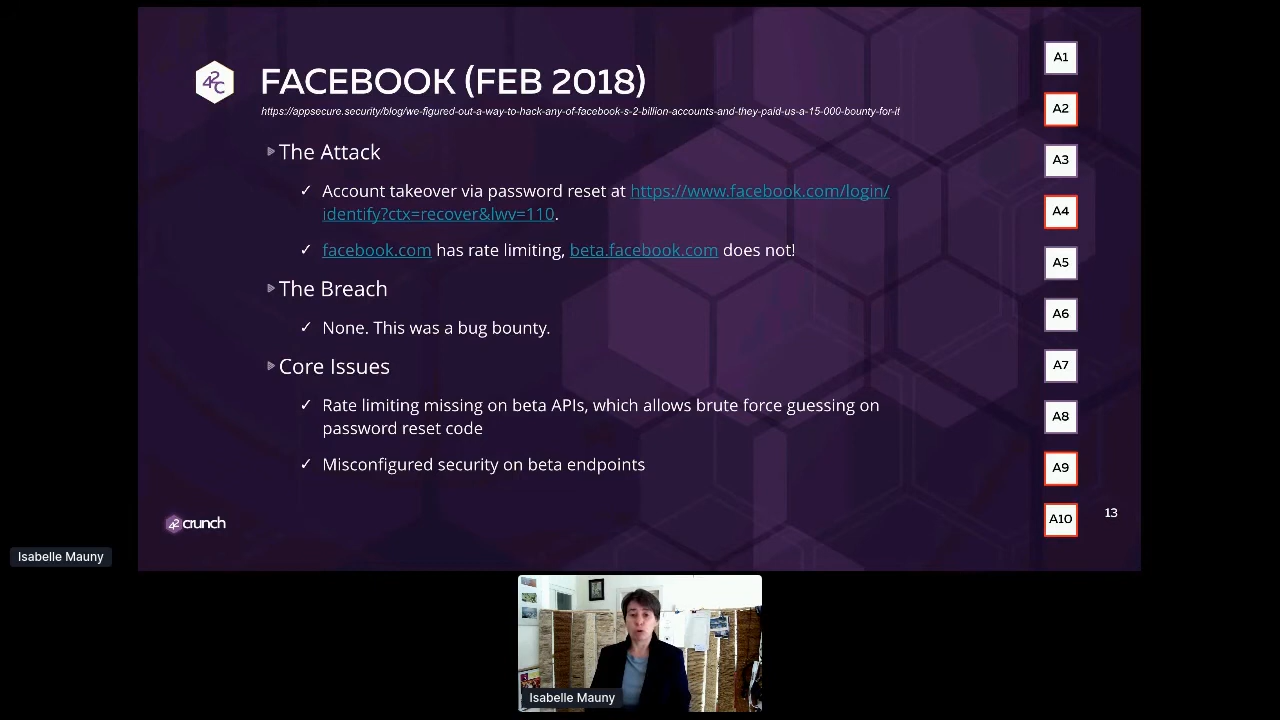 42C
FACEBOOK (FEB 2018)
https://appsecure.security/blog/we-figured-out-a-way-to-hack-any-of-facebook-s-2-billion-accounts-and-they-paid-us-a-15-000-bounty-for-it
The Attack
✓ Account takeover via password reset at https://www.facebook.com/login/
identify?ctx=recover&lwv=110.
✓ facebook.com has rate limiting, beta.facebook.com does not!
The Breach
✓ None. This was a bug bounty.
Core Issues
✓ Rate limiting missing on beta APIs, which allows brute force guessing on
password reset code
✓ Misconfigured security on beta endpoints
A1
A2
A3
A4
A5
A6
A7
A8
A9
A10
13
42crunch
Isabelle Mauny
Isabelle Mauny